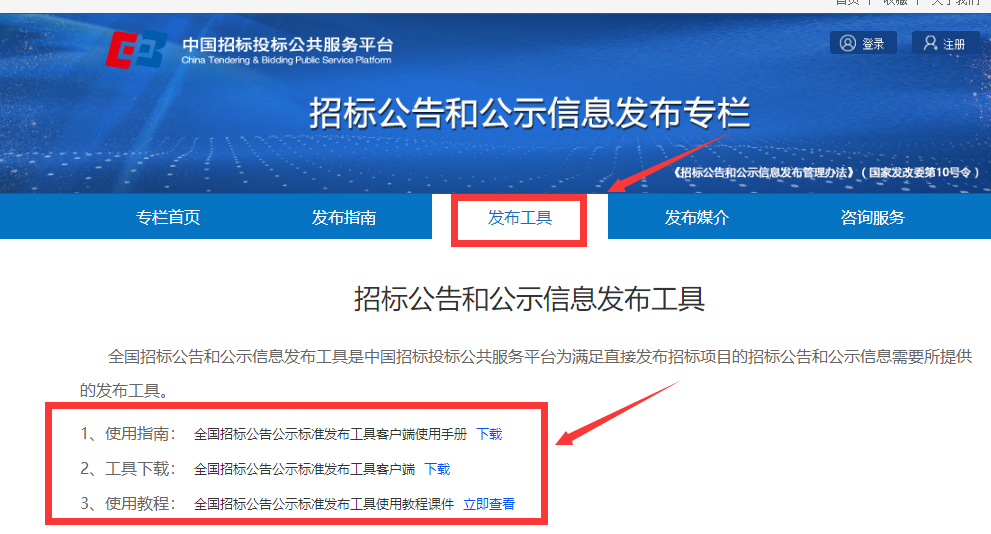 首页 | 收藏 | 关于我们
中国招标投标公共服务平台
China Tendering & Bidding Public Service Platform
登录
注册
招标公告和公示信息发布专栏
《招标公告和公示信息发布管理办法》（国家发改委第10号令）
专栏首页 发布指南 发布工具 发布媒介 咨询服务
招标公告和公示信息发布工具
全国招标公告和公示信息发布工具是中国招标投标公共服务平台为满足直接发布招标项目的招标公告和公示信息需要所提供
的发布工具。
1、使用指南： 全国招标公告公示标准发布工具客户端使用手册 下载
2、工具下载： 全国招标公告公示标准发布工具客户端 下载
3、使用教程： 全国招标公告公示标准发布工具使用教程课件 立即查看